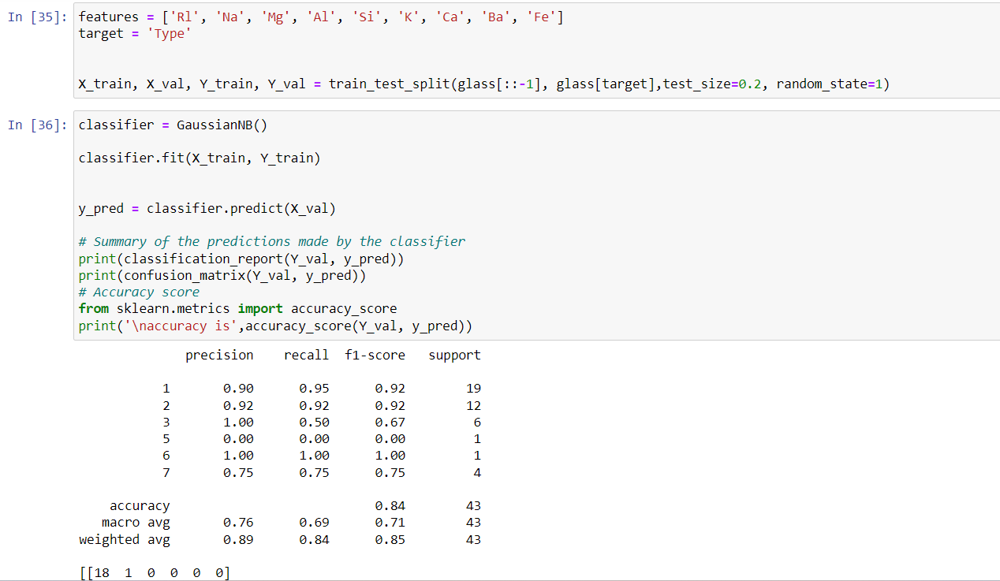 In [35]: features = ['Rl', 'Na', 'Mg', 'Al', 'Si', 'K', 'Ca', 'Ba', 'Fe']
target = 'Type'
X_train, X_val, Y_train, Y_val = train_test_split(glass[::-1], glass[target],test_size=0.2, random_state=1)
In [36]: classifier = GaussianNB()
classifier.fit(X_train, Y_train)
y_pred = classifier.predict(X_val)
# Summary of the predictions made by the classifier
print(classification_report(Y_val, y_pred))
print(confusion_matrix(Y_val, y_pred))
# Accuracy score
from sklearn.metrics import accuracy_score
print('\naccuracy is',accuracy_score(Y_val, y_pred))
precision recall f1-score support
1 0.90 0.95 0.92 19
2 0.92 0.92 0.92 12
3 1.00 0.50 0.67 6
5 0.00 0.00 0.00 1
6 1.00 1.00 1.00 1
7 0.75 0.75 0.75 4
accuracy 0.84 43
macro avg 0.76 0.69 0.71 43
weighted avg 0.89 0.84 0.85 43
[[18 1 0 0 0 0]